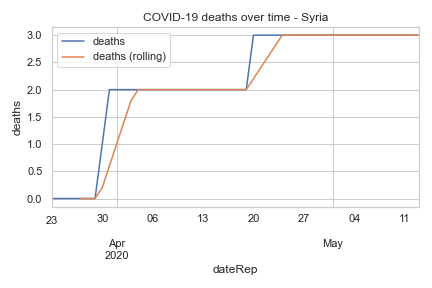 COVID-19 deaths over time - Syria
deaths
deaths (rolling)
3.0
2.5
2.0
1.5
1.0
0.5
0.0
deaths
23 30 06 13 20 27 04 11
Apr May
2020
dateRep